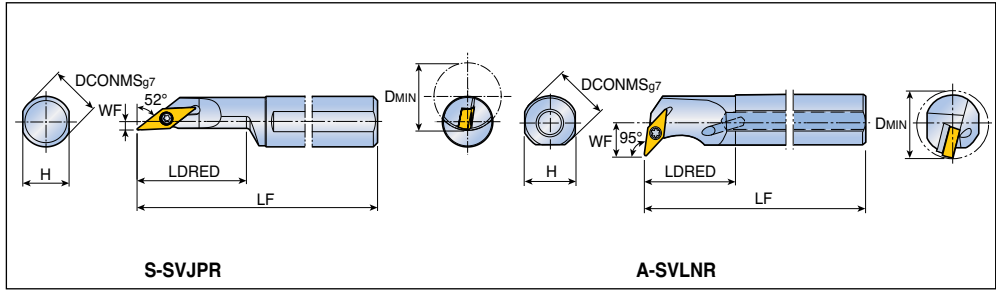 DCONMSg7
52°
WF
H
LDRED
LF
DMIN
S-SVJPR
DCONMSg7
WF
95°
H
LDRED
LF
DMIN
A-SVLNR